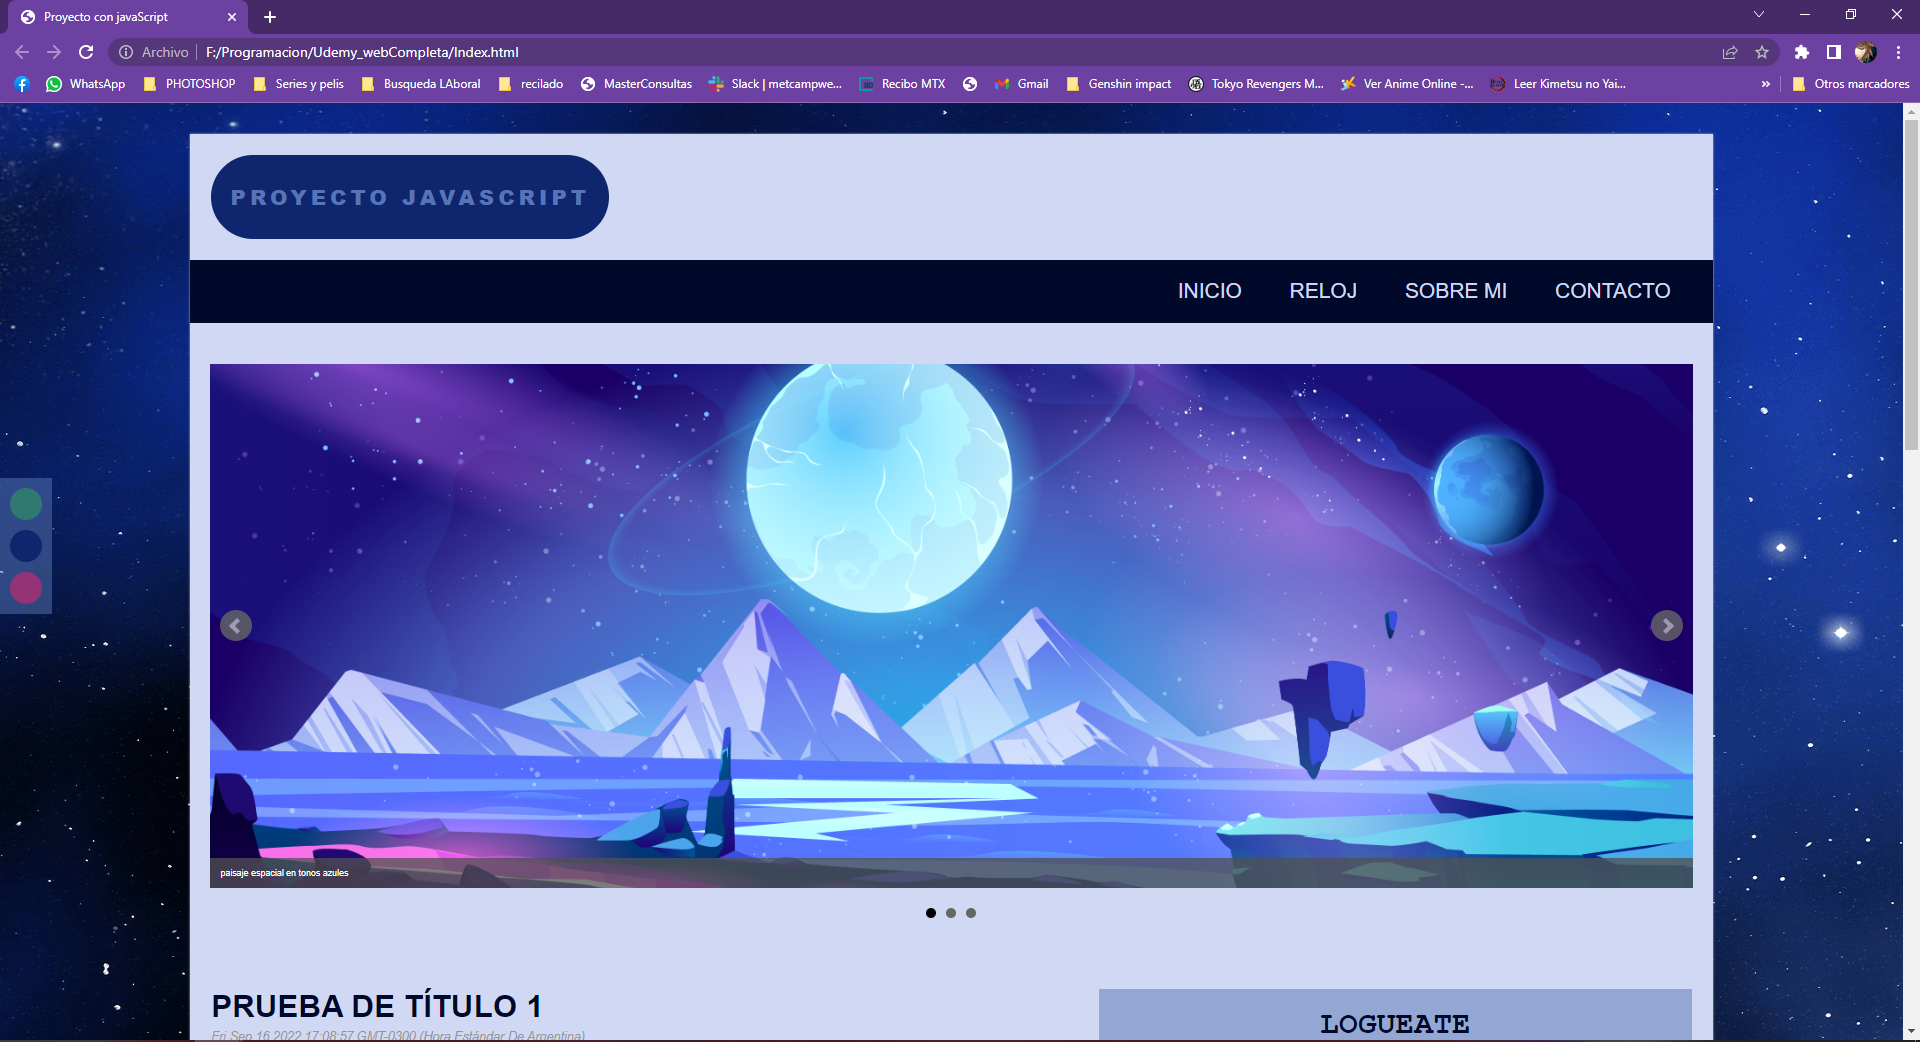 Proyecto con javaScript
Archivo F:/Programacion/Udemy_webCompleta/Index.html
WhatsApp PHOTOSHOP Series y pelis Busqueda LAboral recilado MasterConsultas Slack | metcampwe... Recibo MTX Gmail Genshin impact Tokyo Revengers M... Ver Anime Online -... Leer Kimetsu no Yai... » Otros marcadores
PROYECTO JAVASCRIPT
INICIO RELOJ SOBRE MI CONTACTO
paisaje espacial en tonos azules
PRUEBA DE TÍTULO 1
Fri Sep 16 2022 17:08:57 GMT-0300 (Hora Estándar De Argentina)
LOGUEATE